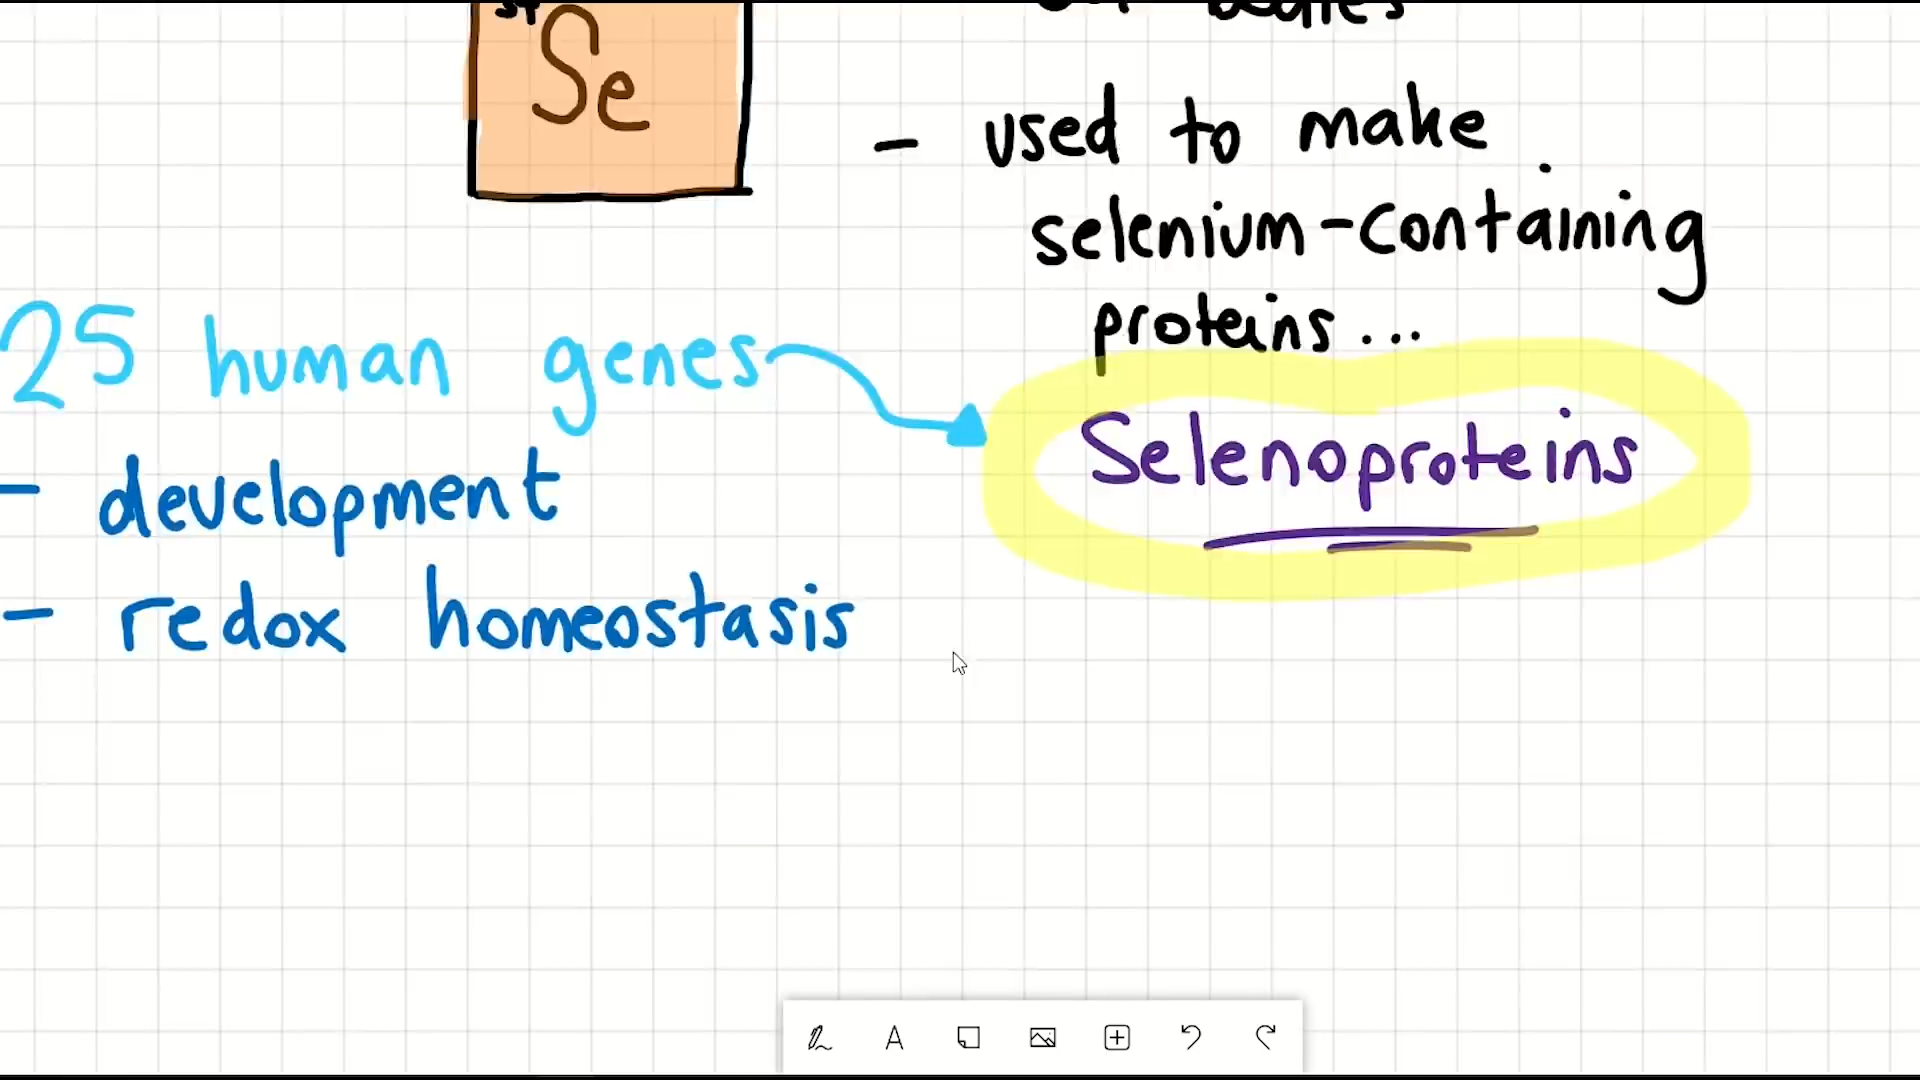 Se
- used to make
selenium-containing
proteins...
25 human genes
Selenoproteins
- development
- redox homeostasis